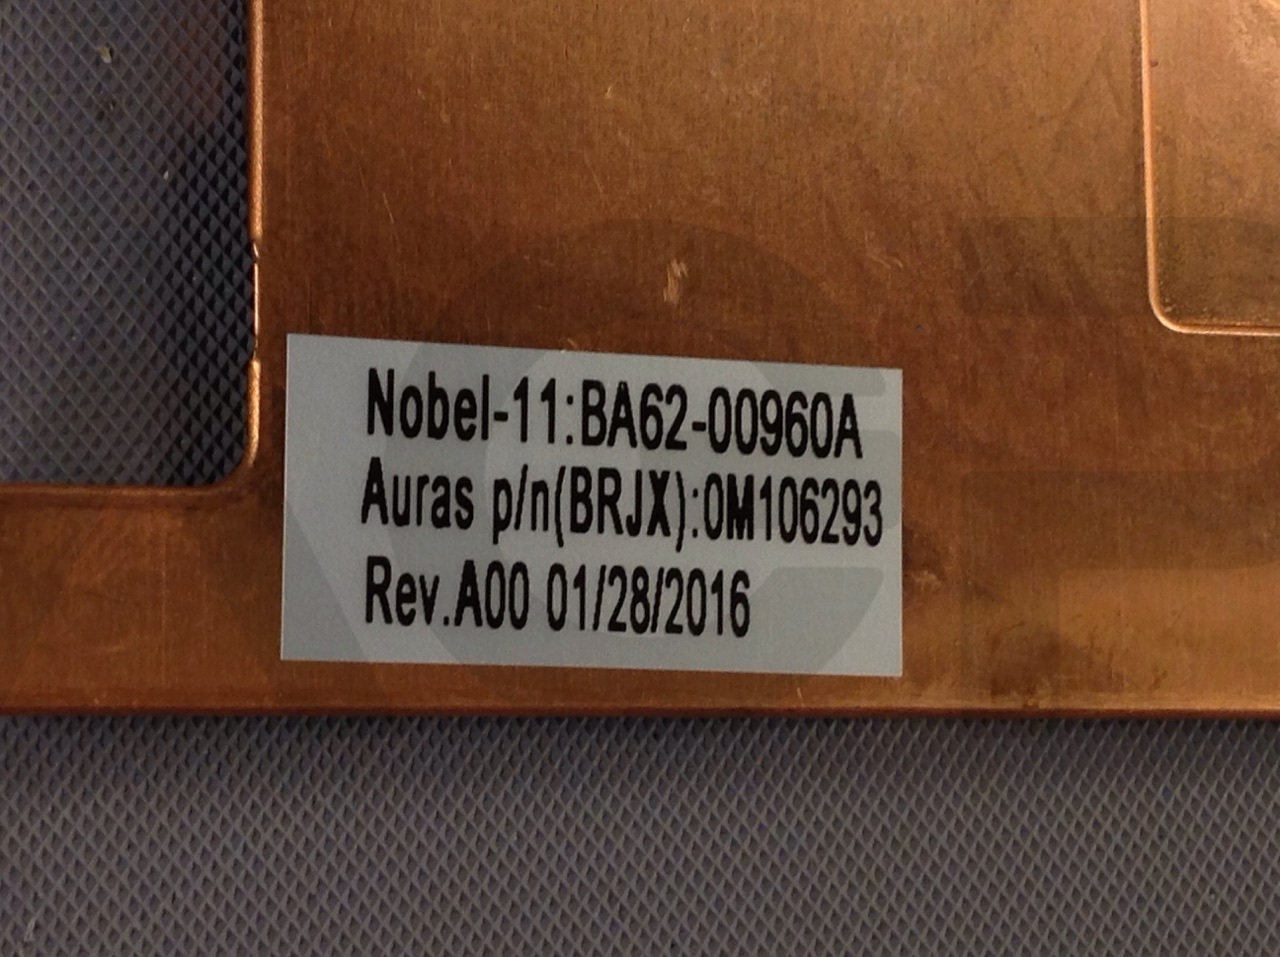 Nobel-11:BA62-00960A
Auras p/n(BRJX):0M106293
Rev.A00 01/28/2016